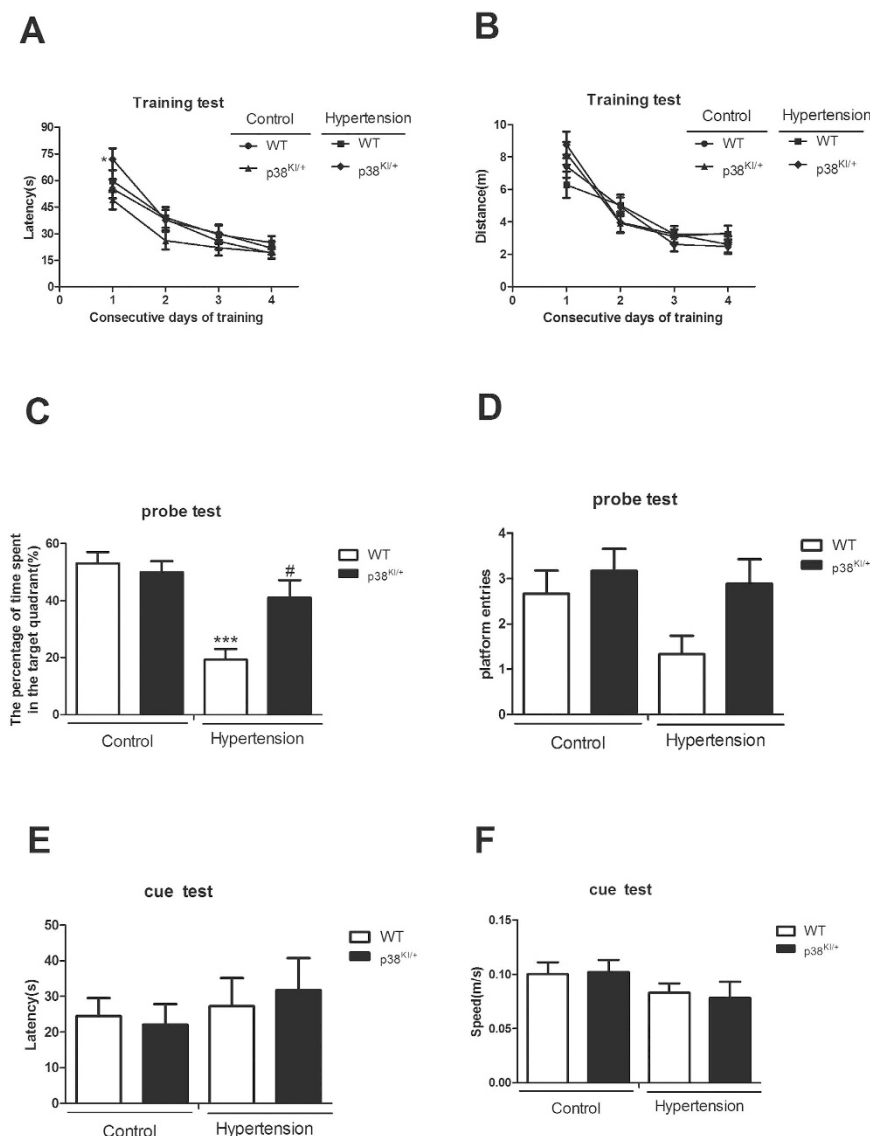 A
Training test
Control Hypertension
WT WT
p38KI/+ p38KI/+
*
Latency(s)
90
75
60
45
30
15
0
0 1 2 3 4
Consecutive days of training
B
Training test
Control Hypertension
WT WT
p38KI/+ p38KI/+
Distance(m)
10
8
6
4
2
0
0 1 2 3 4
Consecutive days of training
C
probe test
The percentage of time spent
in the target quadrant(%)
60
40
20
0
***
#
WT
p38KI/+
Control Hypertension
D
probe test
platform entries
4
3
2
1
0
WT
p38KI/+
Control Hypertension
E
cue test
Latency(s)
50
40
30
20
10
0
WT
p38KI/+
Control Hypertension
F
cue test
Speed(m/s)
0.15
0.10
0.05
0.00
WT
p38KI/+
Control Hypertension